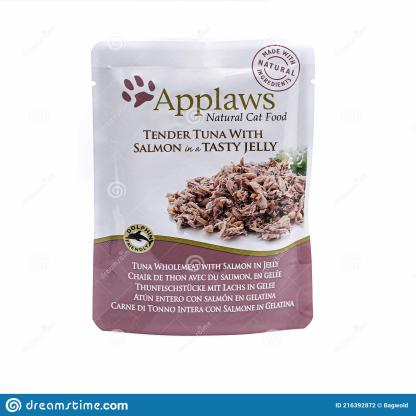 MADE WITH
NATURAL
INGREDIENTS
Applaws
Natural Cat Food
TENDER TUNA WITH
SALMON in a TASTY JELLY
DOLPHIN
FRIENDLY
TUNA WHOLEMEAT WITH SALMON IN JELLY
CHAIR DE THON AVEC DU SAUMON, EN GELÉE
THUNFISCHSTÜCKE MIT LACHS IN GELEE
ATÚN ENTERO CON SALMÓN EN GELATINA
CARNE DI TONNO INTERA CON SALMONE IN GELATINA
dreamstime.com
ID 216392872 © Bagwold